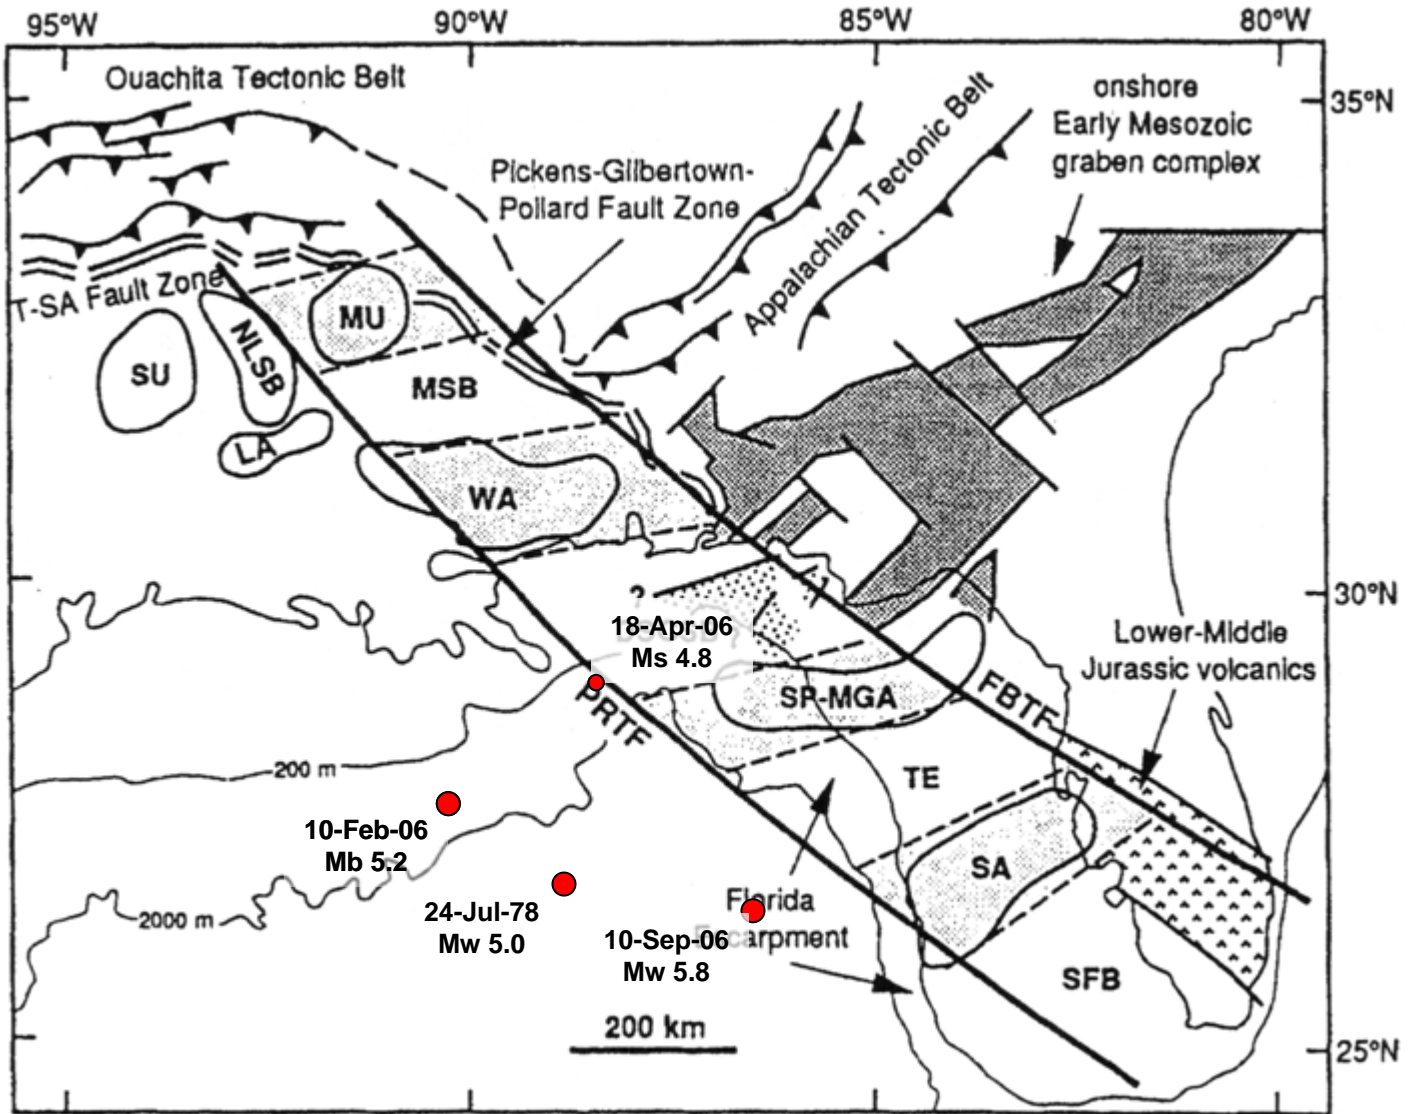 95°W
90°W
85°W
80°W
Ouachita Tectonic Belt
onshore
Early Mesozoic
graben complex
35°N
Pickens-Gilbertown-
Pollard Fault Zone
Appalachian Tectonic Belt
T-SA Fault Zone
MU
SU
NLSB
MSB
LA
WA
?
30°N
18-Apr-06
Ms 4.8
Lower-Middle
Jurassic volcanics
SP-MGA
FBTF
PRTF
200 m
TE
10-Feb-06
Mb 5.2
SA
24-Jul-78
Mw 5.0
Florida
10-Sep-06
Mw 5.8
2000 m
SFB
200 km
25°N